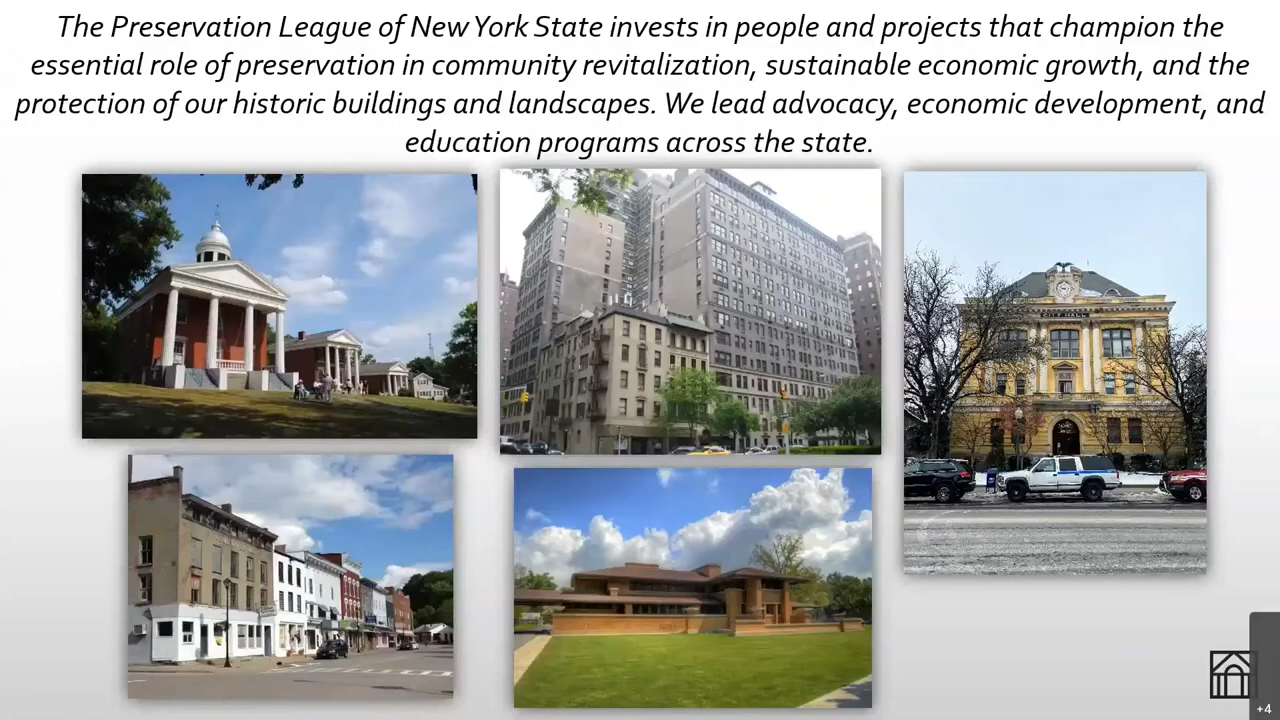 The Preservation League of New York State invests in people and projects that champion the
essential role of preservation in community revitalization, sustainable economic growth, and the
protection of our historic buildings and landscapes. We lead advocacy, economic development, and
education programs across the state.
CITY HALL
+4